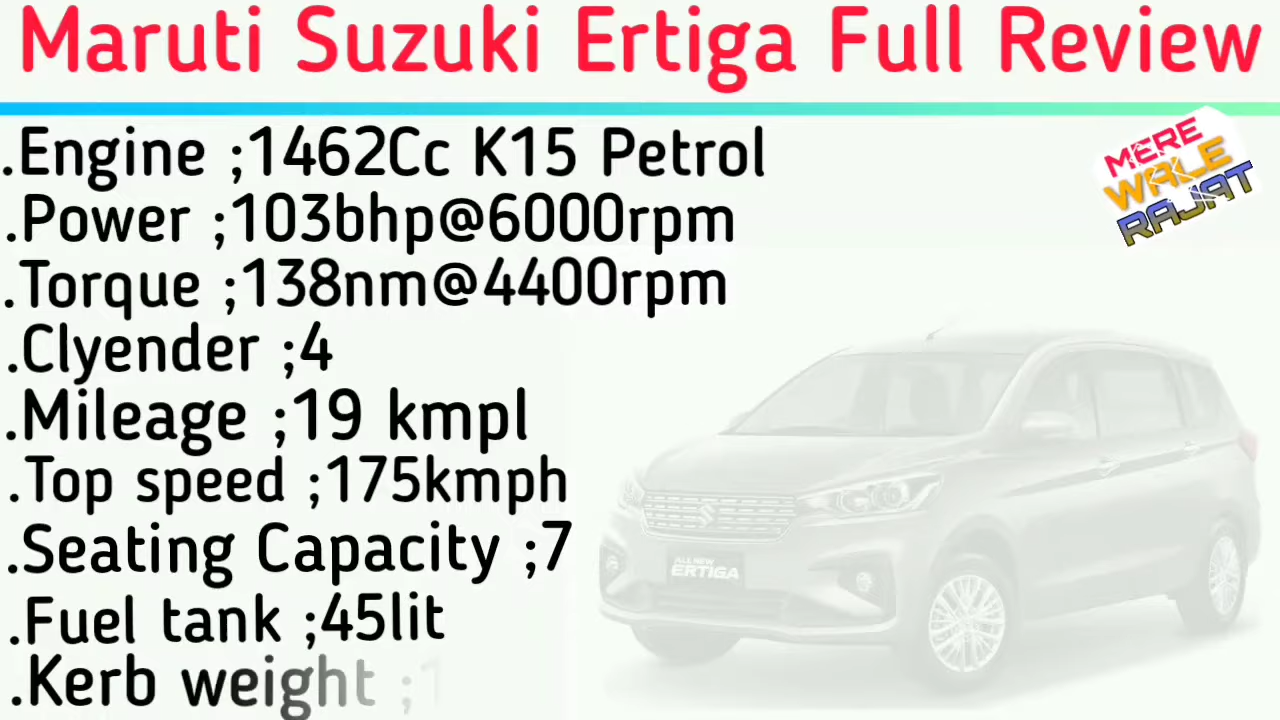 Maruti Suzuki Ertiga Full Review
.Engine ;1462Cc K15 Petrol
.Power ;103bhp@6000rpm
.Torque ;138nm@4400rpm
.Clyender ;4
.Mileage ;19 kmpl
.Top speed ;175kmph
.Seating Capacity ;7
.Fuel tank ;45lit
.Kerb weight ;1
MERE
WALE
RAJAT
ALL NEW
ERTIGA